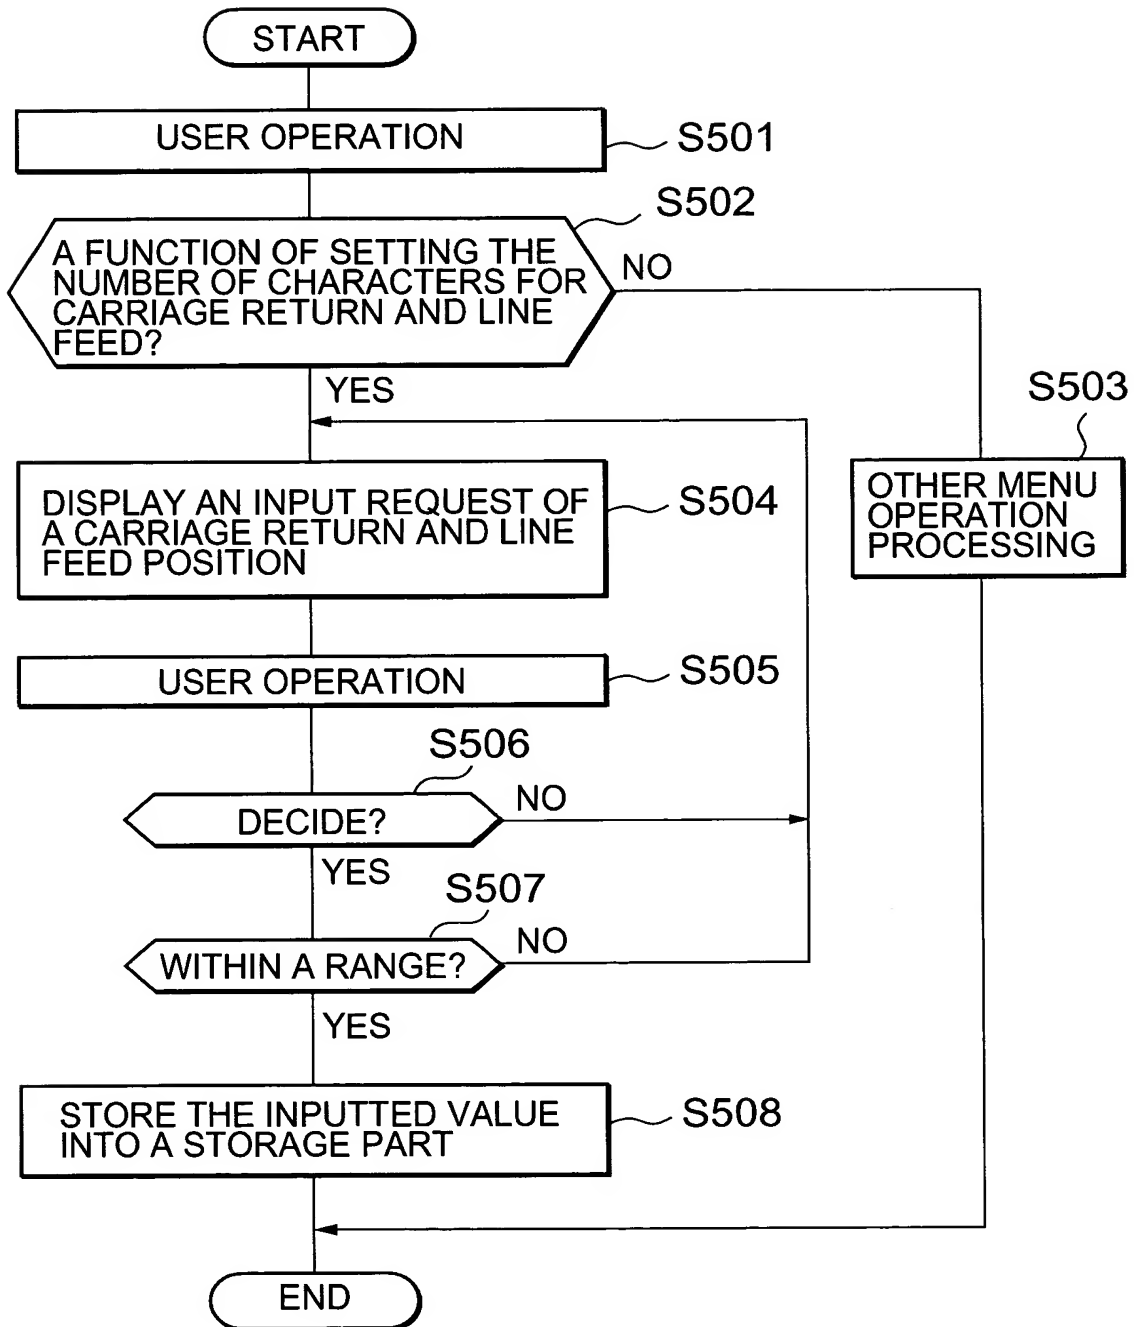 START
USER OPERATION
S501
S502
A FUNCTION OF SETTING THE
NUMBER OF CHARACTERS FOR
CARRIAGE RETURN AND LINE
FEED?
NO
YES
S503
OTHER MENU
OPERATION
PROCESSING
DISPLAY AN INPUT REQUEST OF
A CARRIAGE RETURN AND LINE
FEED POSITION
S504
USER OPERATION
S505
S506
DECIDE?
NO
YES
S507
WITHIN A RANGE?
NO
YES
STORE THE INPUTTED VALUE
INTO A STORAGE PART
S508
END